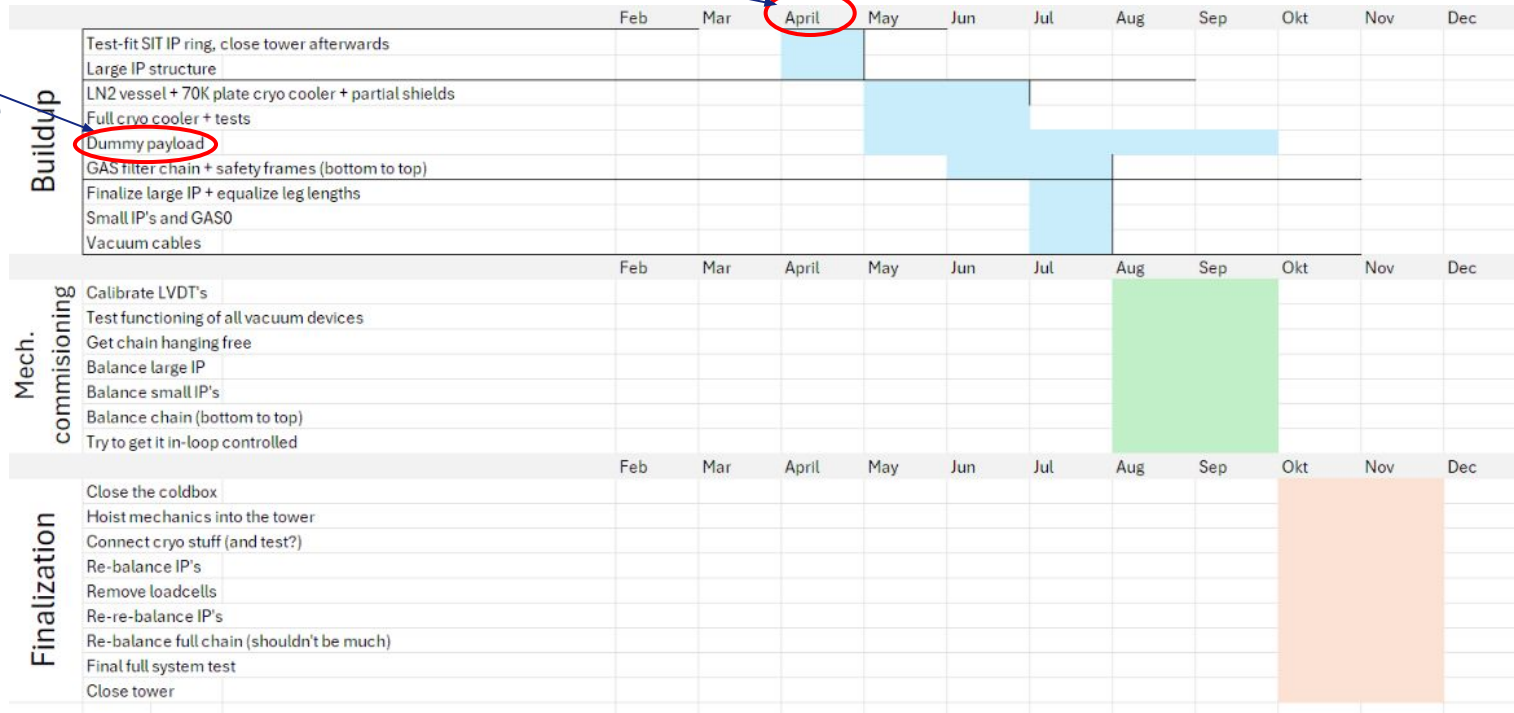 Feb Mar April May Jun Jul Aug Sep Okt Nov Dec
Buildup
Test-fit SIT IP ring, close tower afterwards
Large IP structure
LN2 vessel + 70K plate cryo cooler + partial shields
Full cryo cooler + tests
Dummy payload
GAS filter chain + safety frames (bottom to top)
Finalize large IP + equalize leg lengths
Small IP's and GAS0
Vacuum cables
Feb Mar April May Jun Jul Aug Sep Okt Nov Dec
Mech.
commisioning
Calibrate LVDT's
Test functioning of all vacuum devices
Get chain hanging free
Balance large IP
Balance small IP's
Balance chain (bottom to top)
Try to get it in-loop controlled
Feb Mar April May Jun Jul Aug Sep Okt Nov Dec
Finalization
Close the coldbox
Hoist mechanics into the tower
Connect cryo stuff (and test?)
Re-balance IP's
Remove loadcells
Re-re-balance IP's
Re-balance full chain (shouldn't be much)
Final full system test
Close tower